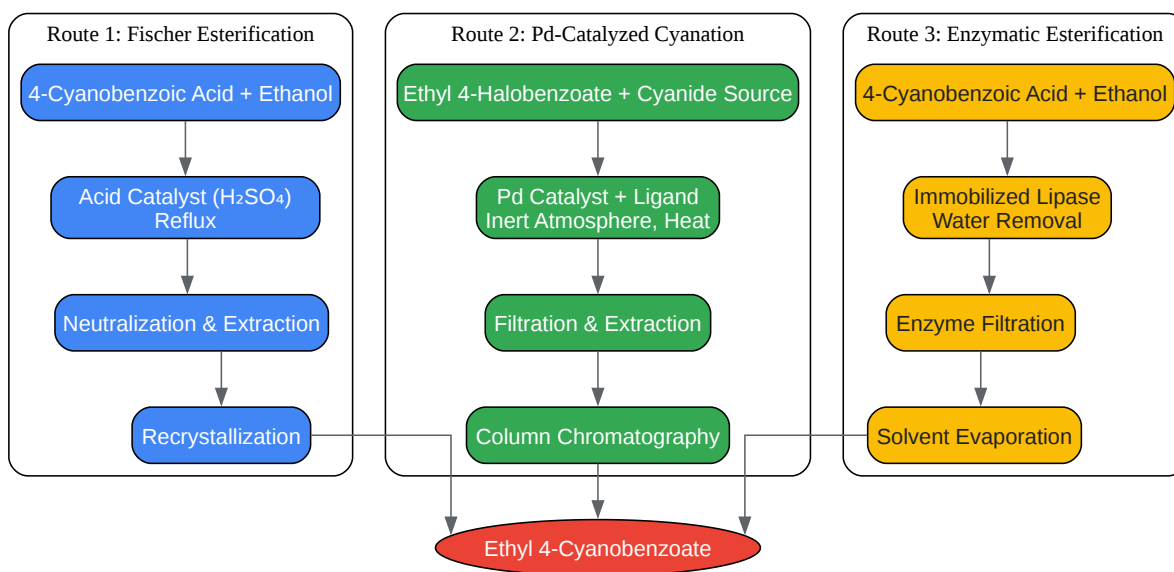 Route 1: Fischer Esterification
4-Cyanobenzoic Acid + Ethanol
Acid Catalyst (H₂SO₄)
Reflux
Neutralization & Extraction
Recrystallization
Route 2: Pd-Catalyzed Cyanation
Ethyl 4-Halobenzoate + Cyanide Source
Pd Catalyst + Ligand
Inert Atmosphere, Heat
Filtration & Extraction
Column Chromatography
Route 3: Enzymatic Esterification
4-Cyanobenzoic Acid + Ethanol
Immobilized Lipase
Water Removal
Enzyme Filtration
Solvent Evaporation
Ethyl 4-Cyanobenzoate